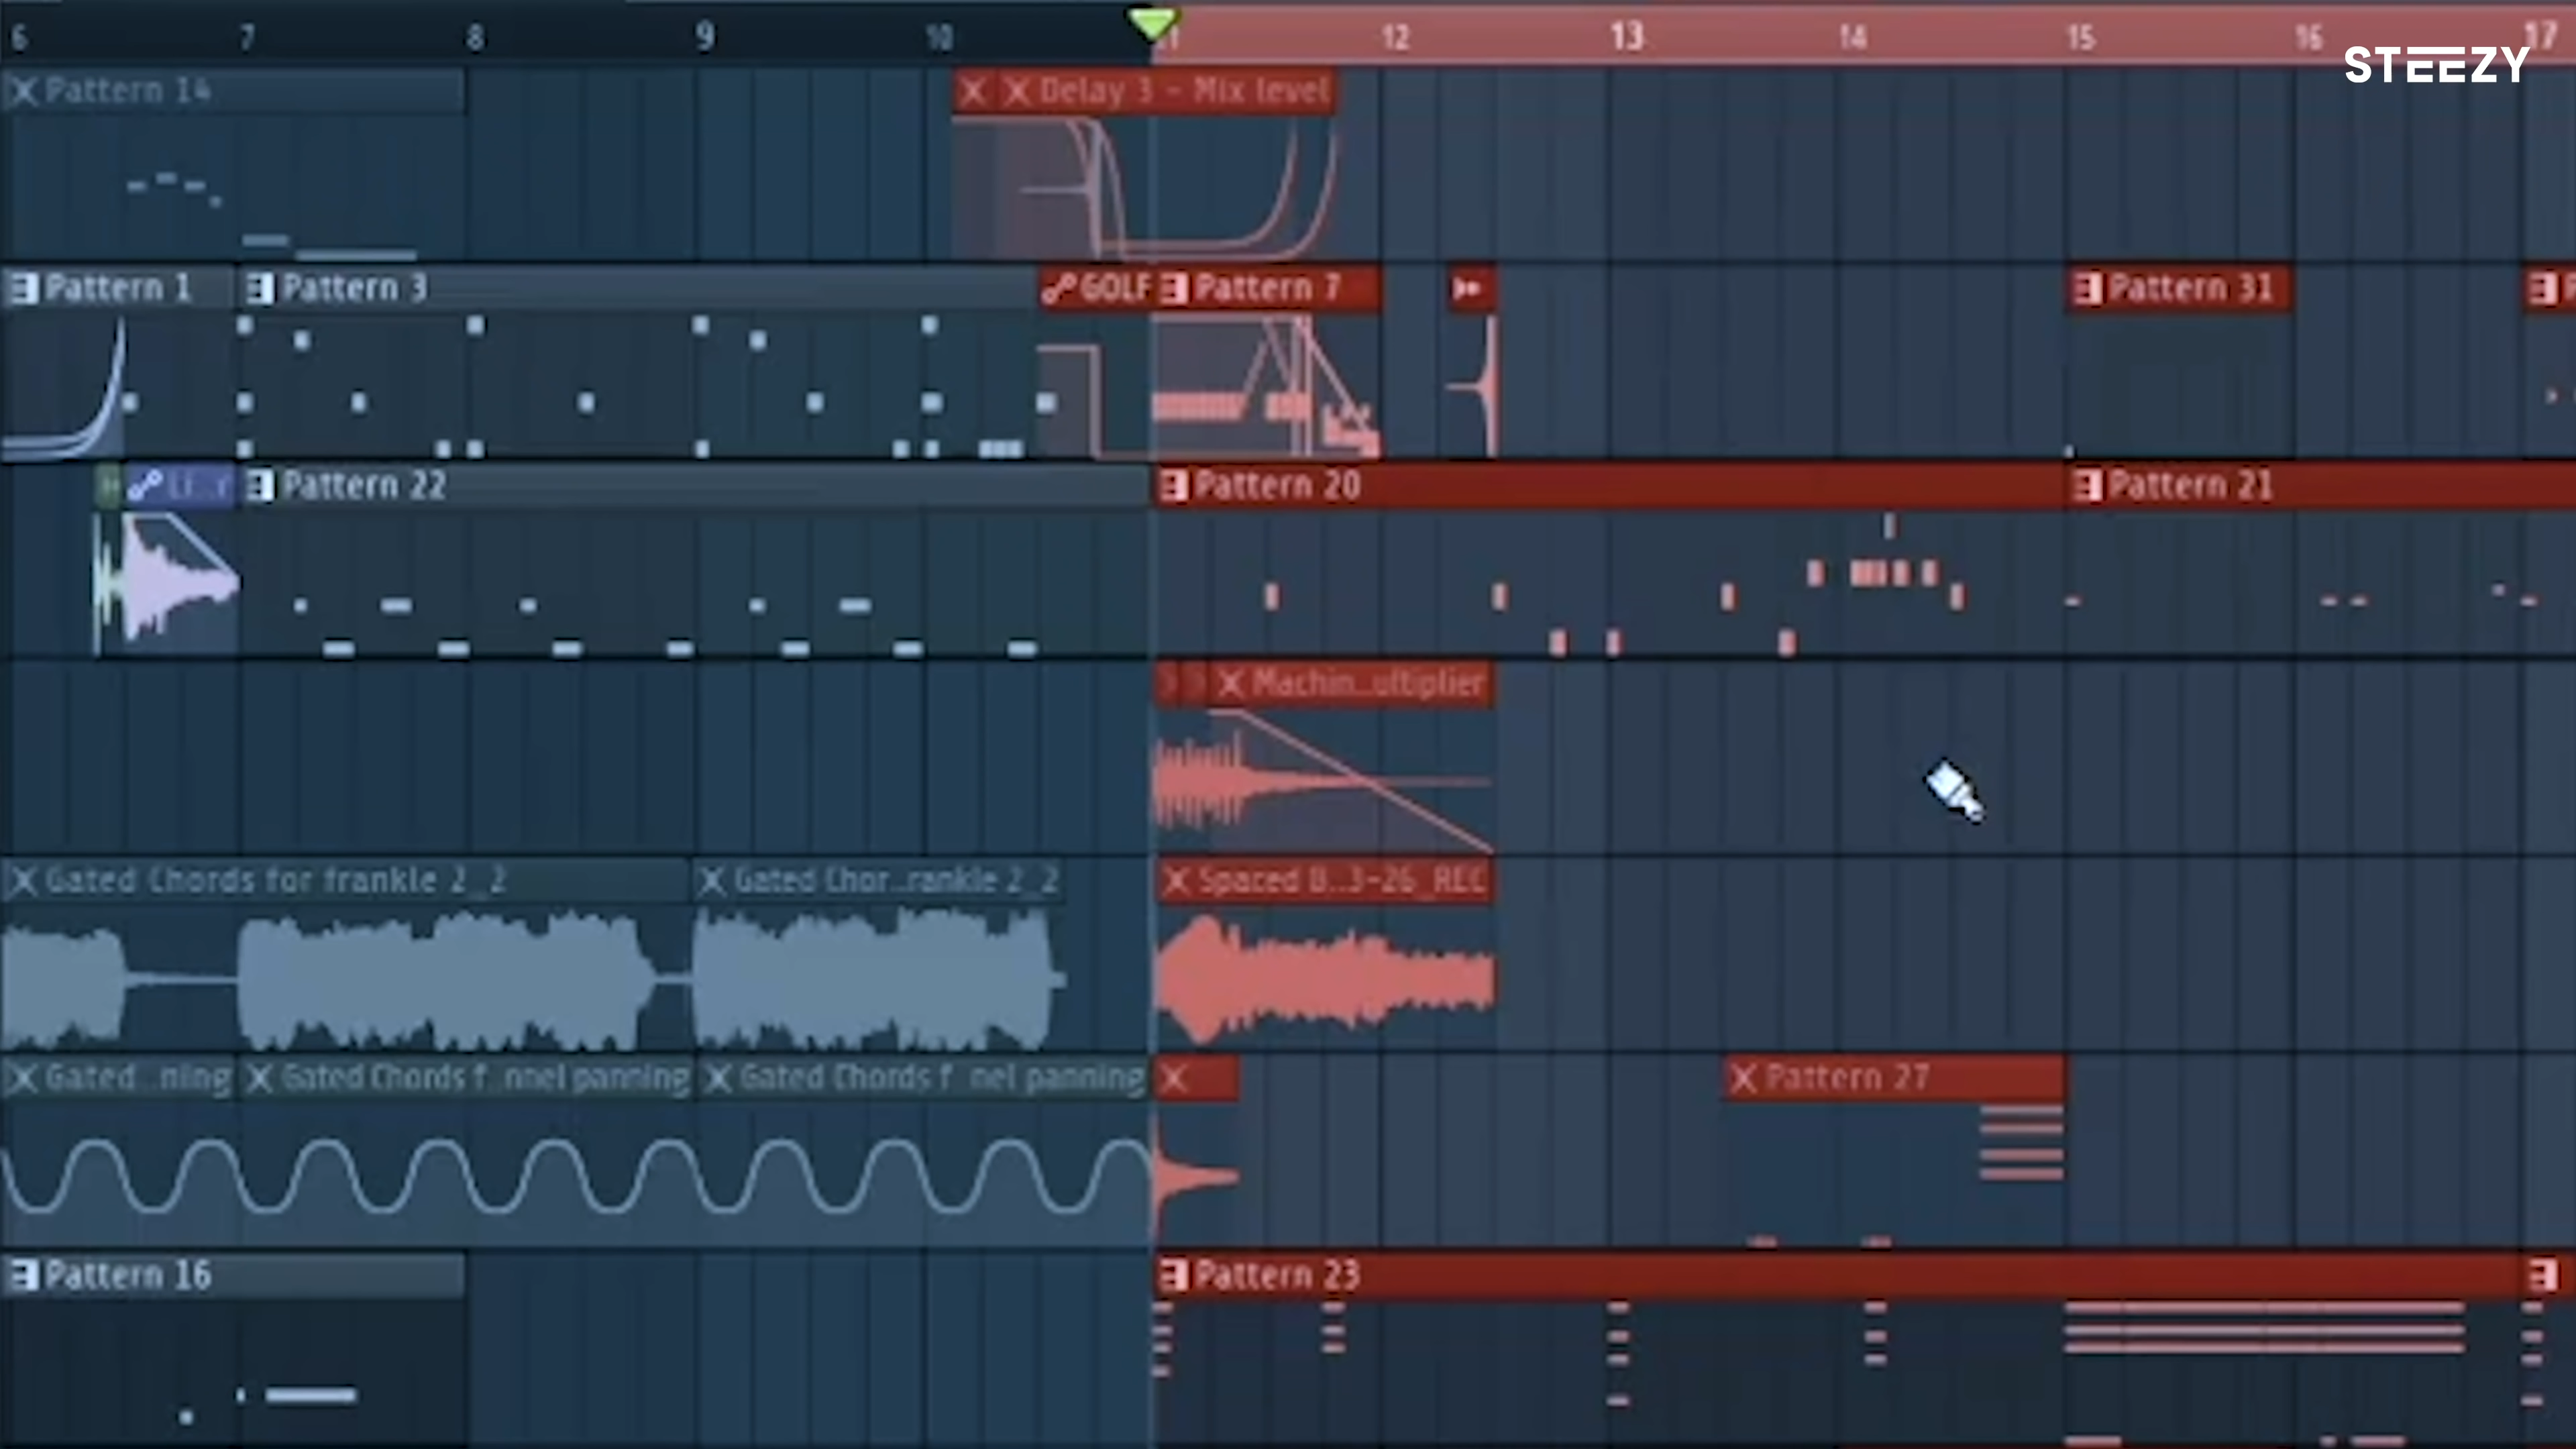 6 7 8 9 10 11 12 13 14 15 16 17
STEEZY
Pattern 14
Delay 3 - Mix level
Pattern 1
Pattern 3
GOLF
Pattern 7
Pattern 31
Pattern 22
Pattern 20
Pattern 21
Machin..ultiplier
Gated Chords for frankle 2_2
Gated Chor..rankle 2_2
Spaced B..3-26_REC
Gated..ning
Gated Chords f..nnel panning
Gated Chords f..nel panning
Pattern 27
Pattern 16
Pattern 23